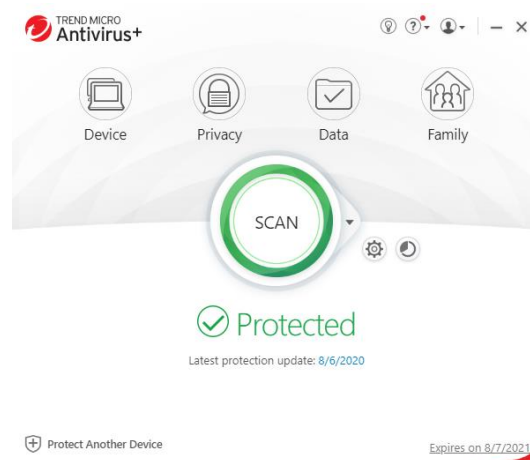 TREND MICRO
Antivirus+
Device
Privacy
Data
Family
SCAN
Protected
Latest protection update: 8/6/2020
Protect Another Device
Expires on 8/7/2021